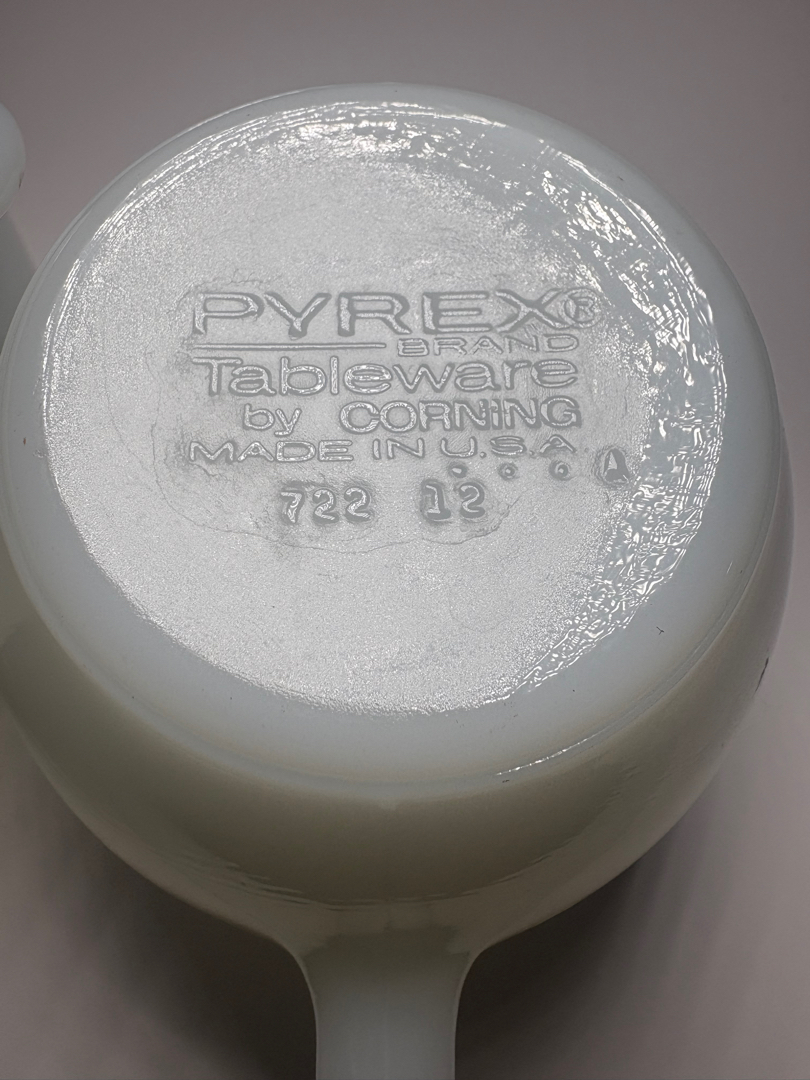 PYREX®
BRAND
Tableware
by CORNING
MADE IN U.S.A
A
722 12